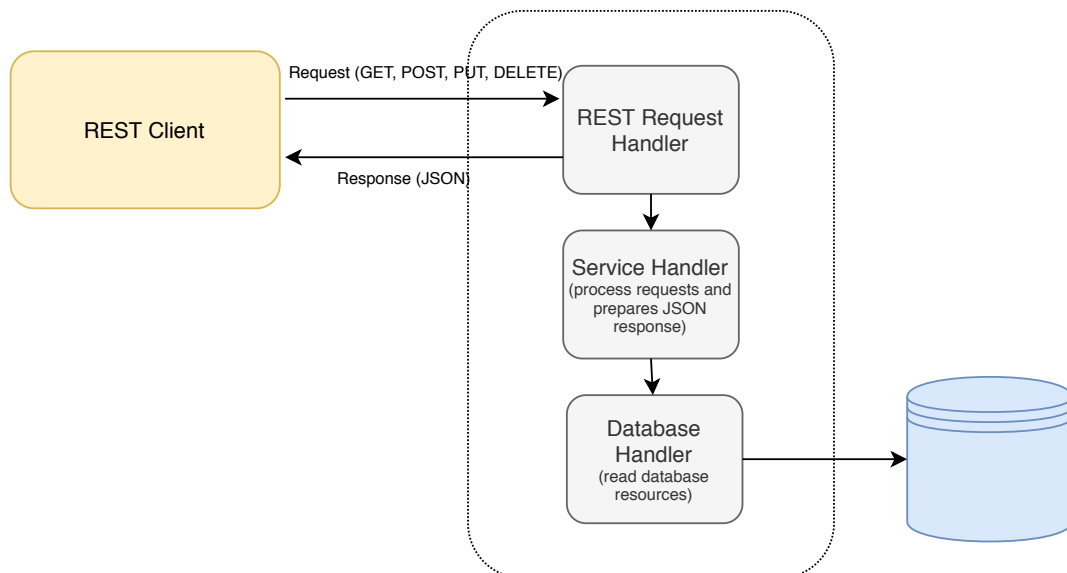 Request (GET, POST, PUT, DELETE)
REST Client
REST Request
Handler
Response (JSON)
Service Handler
(process requests and
prepares JSON
response)
Database
Handler
(read database
resources)